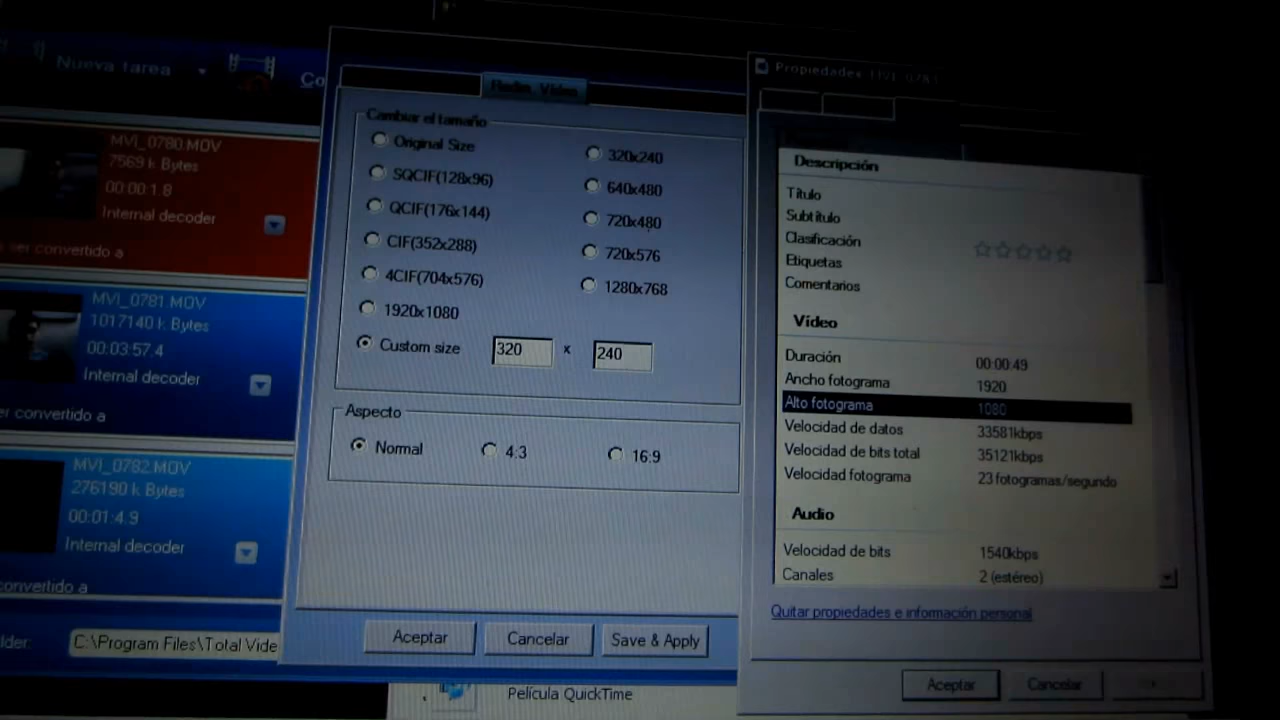 Nueva tarea
Co
MVI_0780.MOV
7569 k Bytes
00:00:1.8
Internal decoder
ser convertido a
MVI_0781.MOV
1017140 k Bytes
00:03:57.4
Internal decoder
er convertido a
MVI_0782.MOV
276190 k Bytes
00:01:4.9
Internal decoder
convertido a
lder:
C:\Program Files\Total Vide
Redim. Vídeo
Cambiar el tamaño
Original Size
320x240
SQCIF(128x96)
640x480
QCIF(176x144)
720x480
CIF(352x288)
720x576
4CIF(704x576)
1280x768
1920x1080
Custom size
320
x
240
Aspecto
Normal
4:3
16:9
Aceptar
Cancelar
Save & Apply
Película QuickTime
Propiedades:
Descripción
Título
Subtítulo
Clasificación
Etiquetas
Comentarios
Vídeo
Duración 00:00:49
Ancho fotograma 1920
Alto fotograma 1080
Velocidad de datos 33581kbps
Velocidad de bits total 35121kbps
Velocidad fotograma 23 fotogramas/segundo
Audio
Velocidad de bits 1540kbps
Canales 2 (estéreo)
Quitar propiedades e información personal
Aceptar
Cancelar